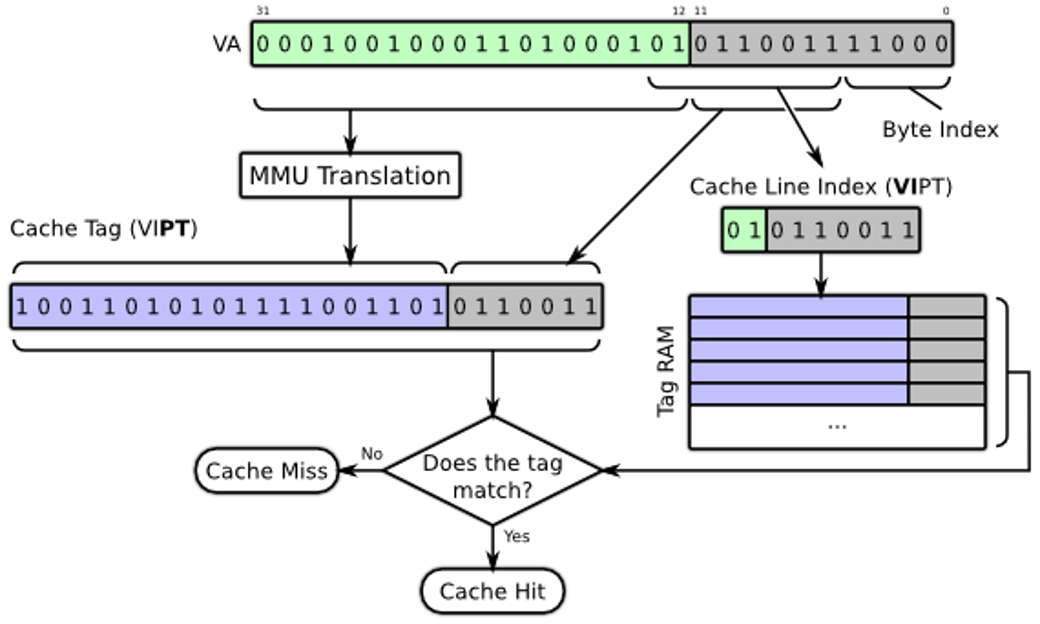 31 12 11 0
VA 0 0 0 1 0 0 1 0 0 0 1 1 0 1 0 0 0 1 0 1 0 1 1 0 0 1 1 1 1 0 0 0
Byte Index
MMU Translation
Cache Line Index (VIPT)
0 1 0 1 1 0 0 1 1
Cache Tag (VIPT)
1 0 0 1 1 0 1 0 1 0 1 1 1 1 0 0 1 1 0 1 0 1 1 0 0 1 1
Tag RAM
...
Does the tag
match?
No
Cache Miss
Yes
Cache Hit